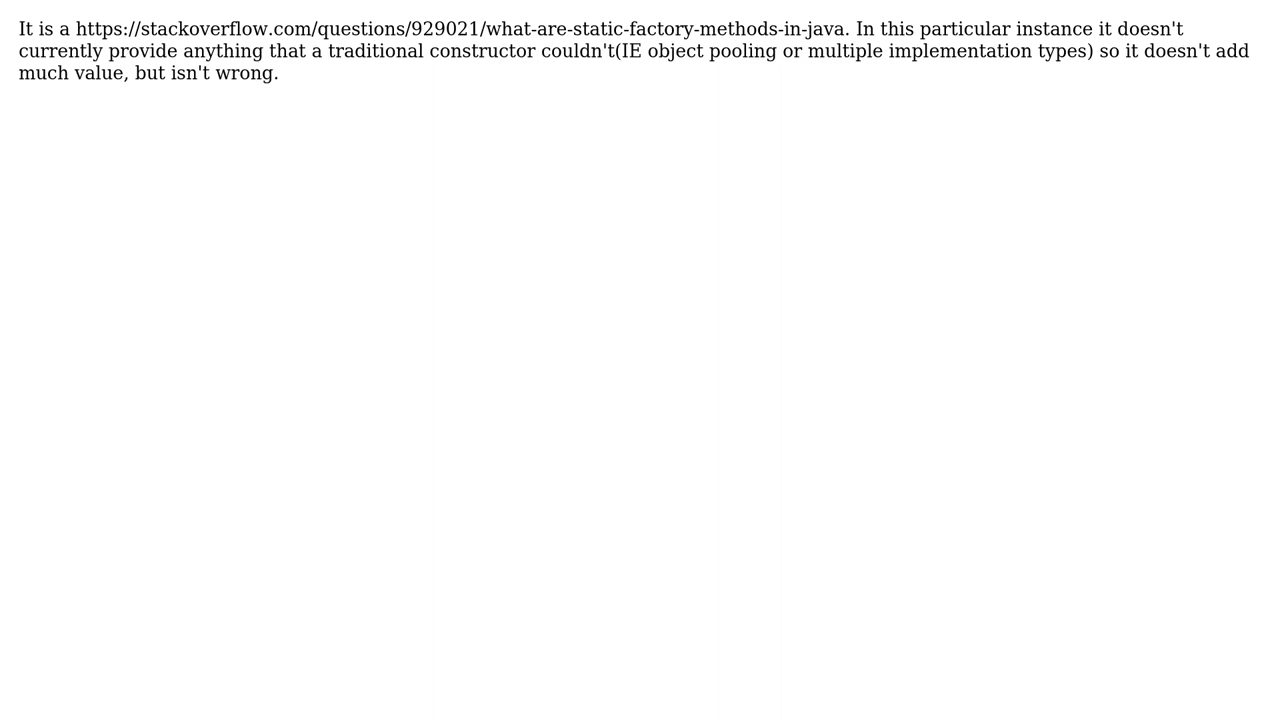 It is a https://stackoverflow.com/questions/929021/what-are-static-factory-methods-in-java. In this particular instance it doesn't
currently provide anything that a traditional constructor couldn't(IE object pooling or multiple implementation types) so it doesn't add
much value, but isn't wrong.